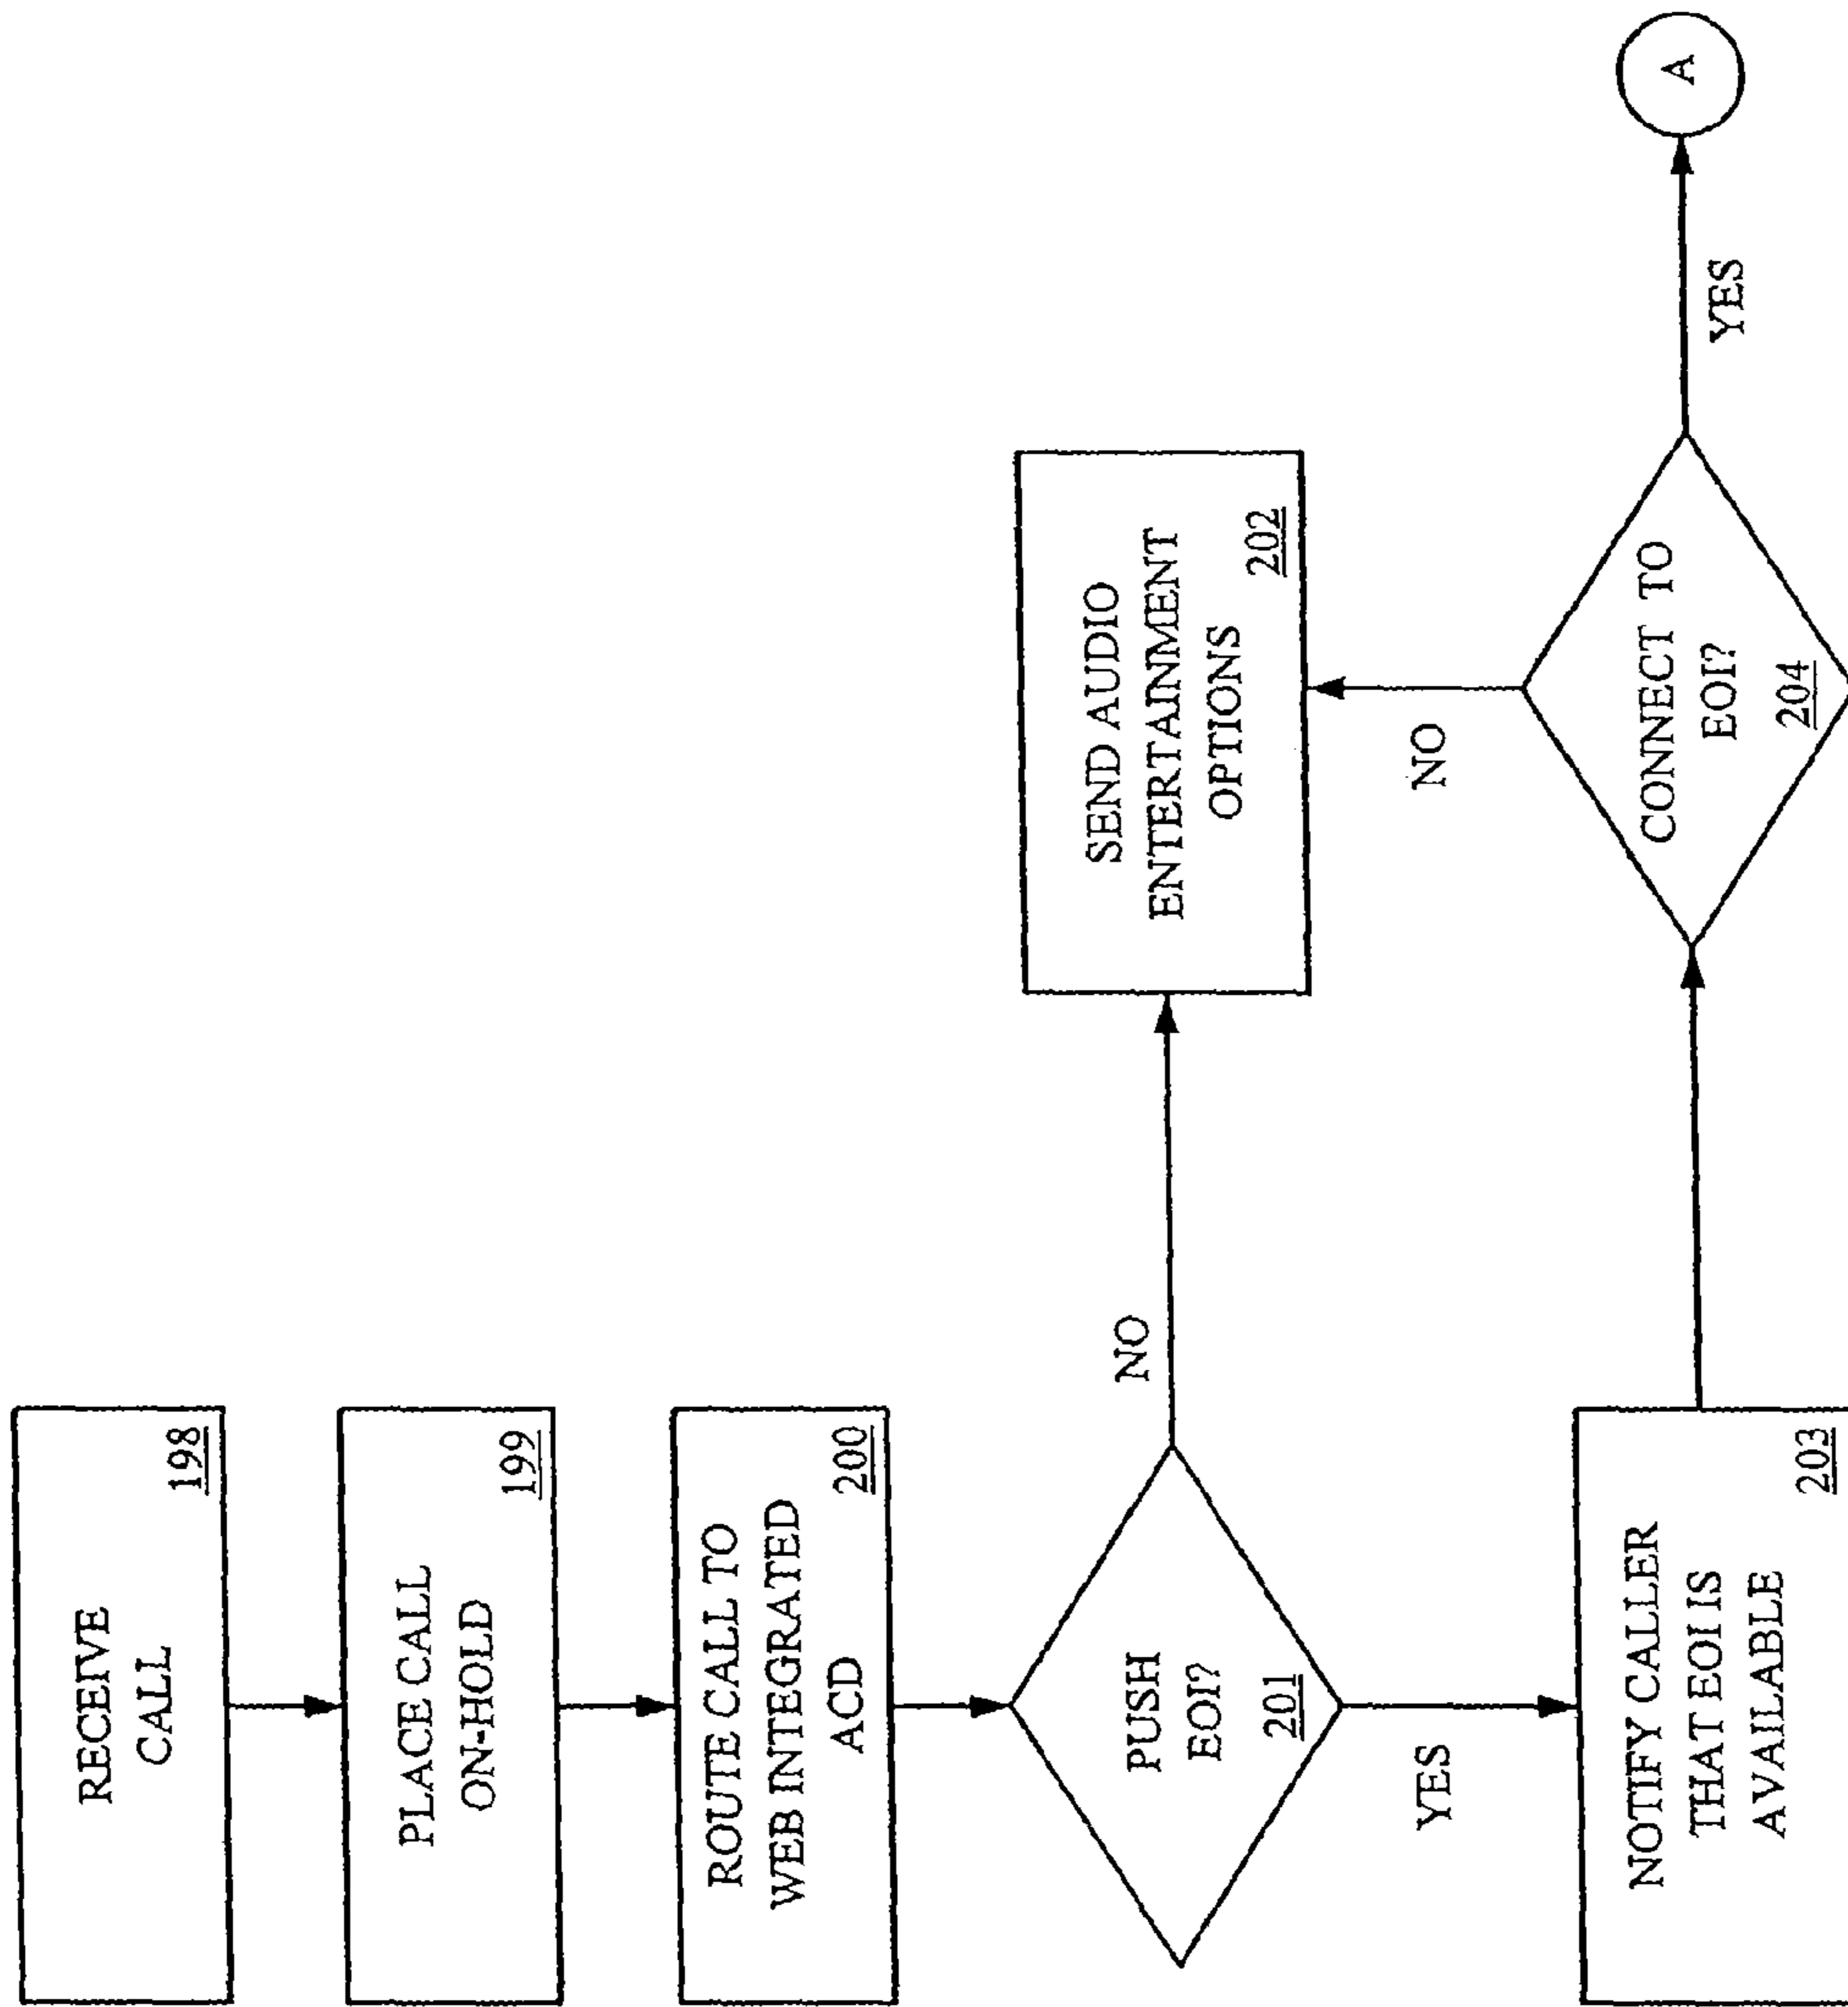 RECEIVE
CALL
198
PLACE CALL
ON-HOLD
199
ROUTE CALL TO
WEB INTEGRATED
ACD
200
PUSH
EOI?
201
NO
YES
SEND AUDIO
ENTERTAINMENT
OPTIONS
202
NOTIFY CALLER
THAT EOI IS
AVAILABLE
203
CONNECT TO
EOI?
204
NO
YES
A